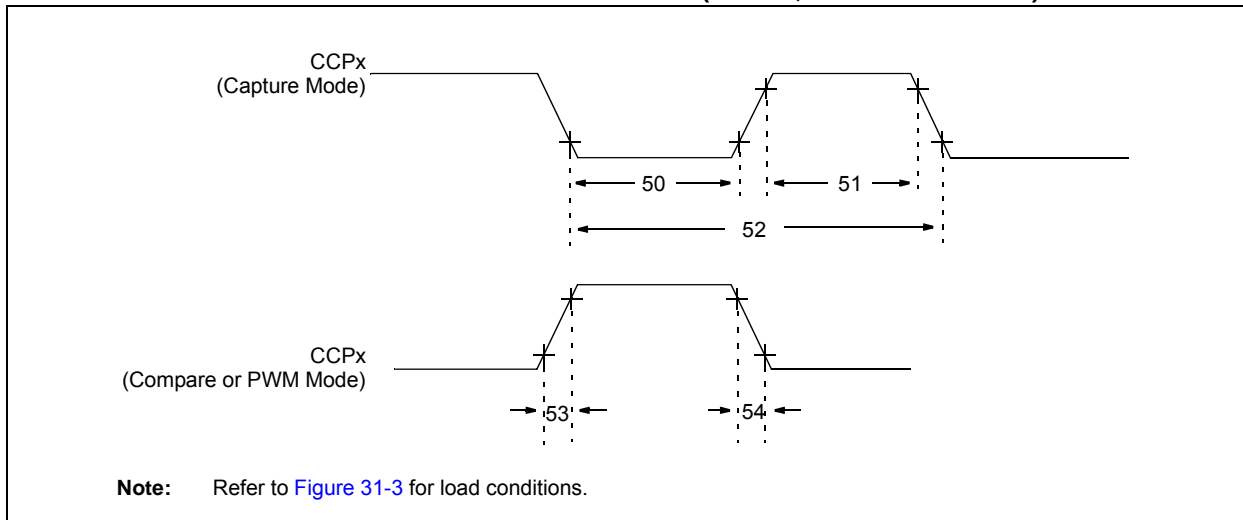 CCPx
(Capture Mode)
50
51
52
CCPx
(Compare or PWM Mode)
53
54
Note: Refer to Figure 31-3 for load conditions.